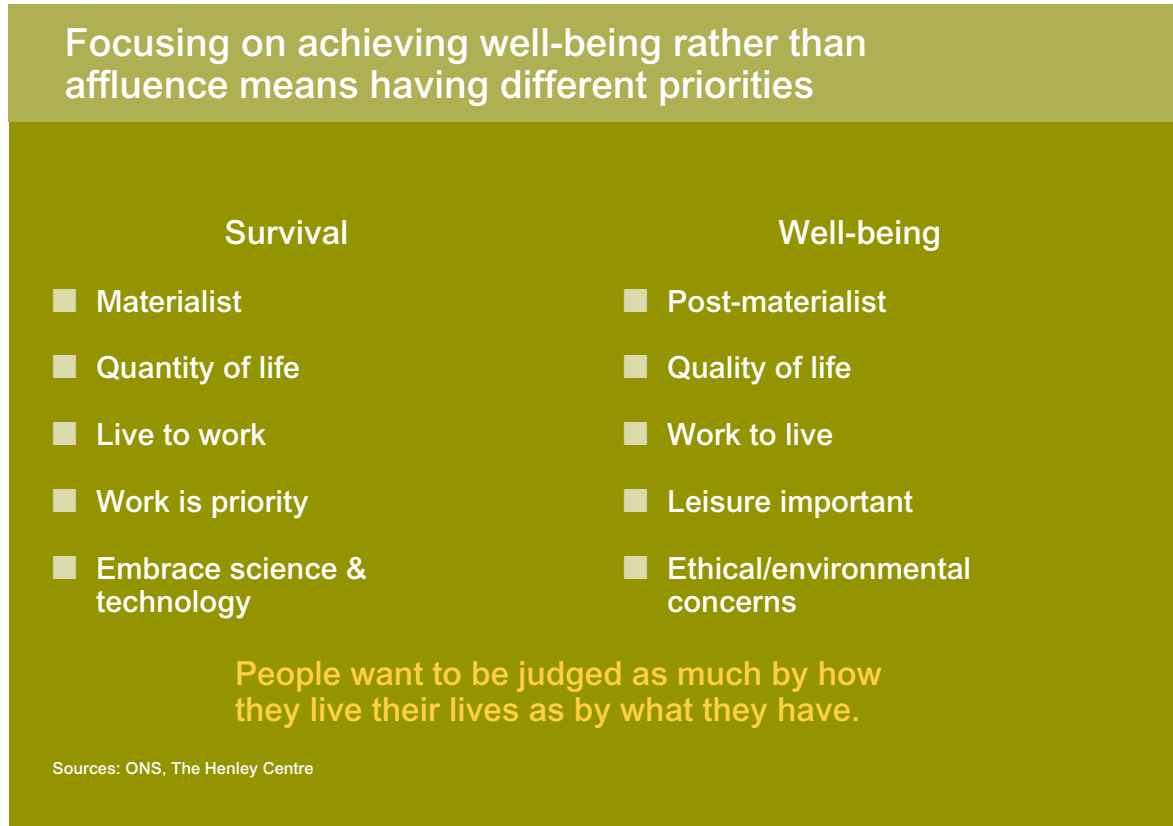 Focusing on achieving well-being rather than
affluence means having different priorities
Survival
Materialist
Quantity of life
Live to work
Work is priority
Embrace science &
technology
Well-being
Post-materialist
Quality of life
Work to live
Leisure important
Ethical/environmental
concerns
People want to be judged as much by how
they live their lives as by what they have.
Sources: ONS, The Henley Centre